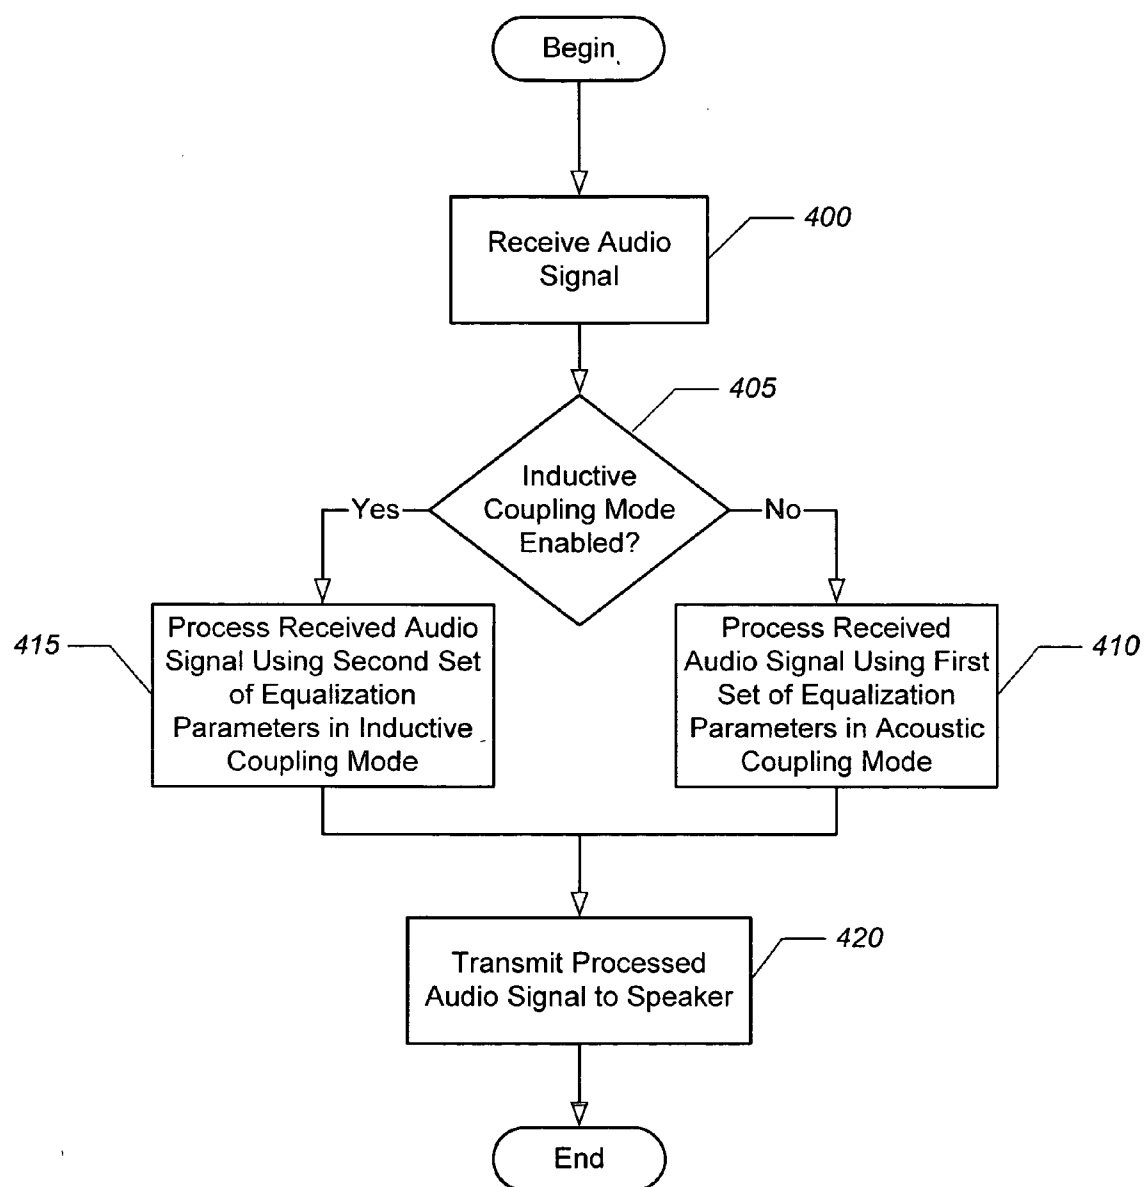 Begin
Receive Audio
Signal
400
405
Inductive
Coupling Mode
Enabled?
Yes
No
415
Process Received Audio
Signal Using Second Set
of Equalization
Parameters in Inductive
Coupling Mode
Process Received
Audio Signal Using First
Set of Equalization
Parameters in Acoustic
Coupling Mode
410
Transmit Processed
Audio Signal to Speaker
420
End